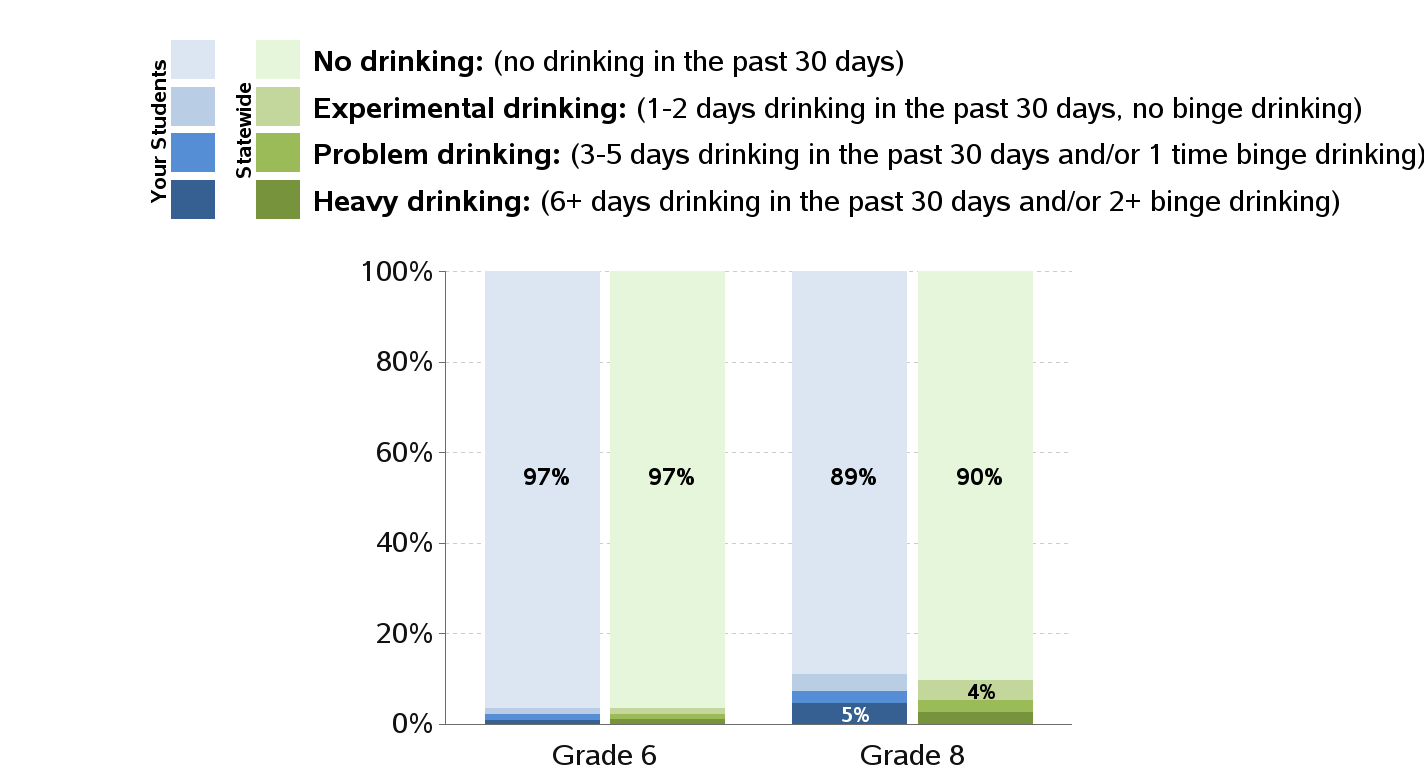 Your Students
Statewide
No drinking: (no drinking in the past 30 days)
Experimental drinking: (1-2 days drinking in the past 30 days, no binge drinking)
Problem drinking: (3-5 days drinking in the past 30 days and/or 1 time binge drinking)
Heavy drinking: (6+ days drinking in the past 30 days and/or 2+ binge drinking)
100%
80%
60%
40%
20%
0%
97%
97%
89%
90%
4%
5%
Grade 6
Grade 8